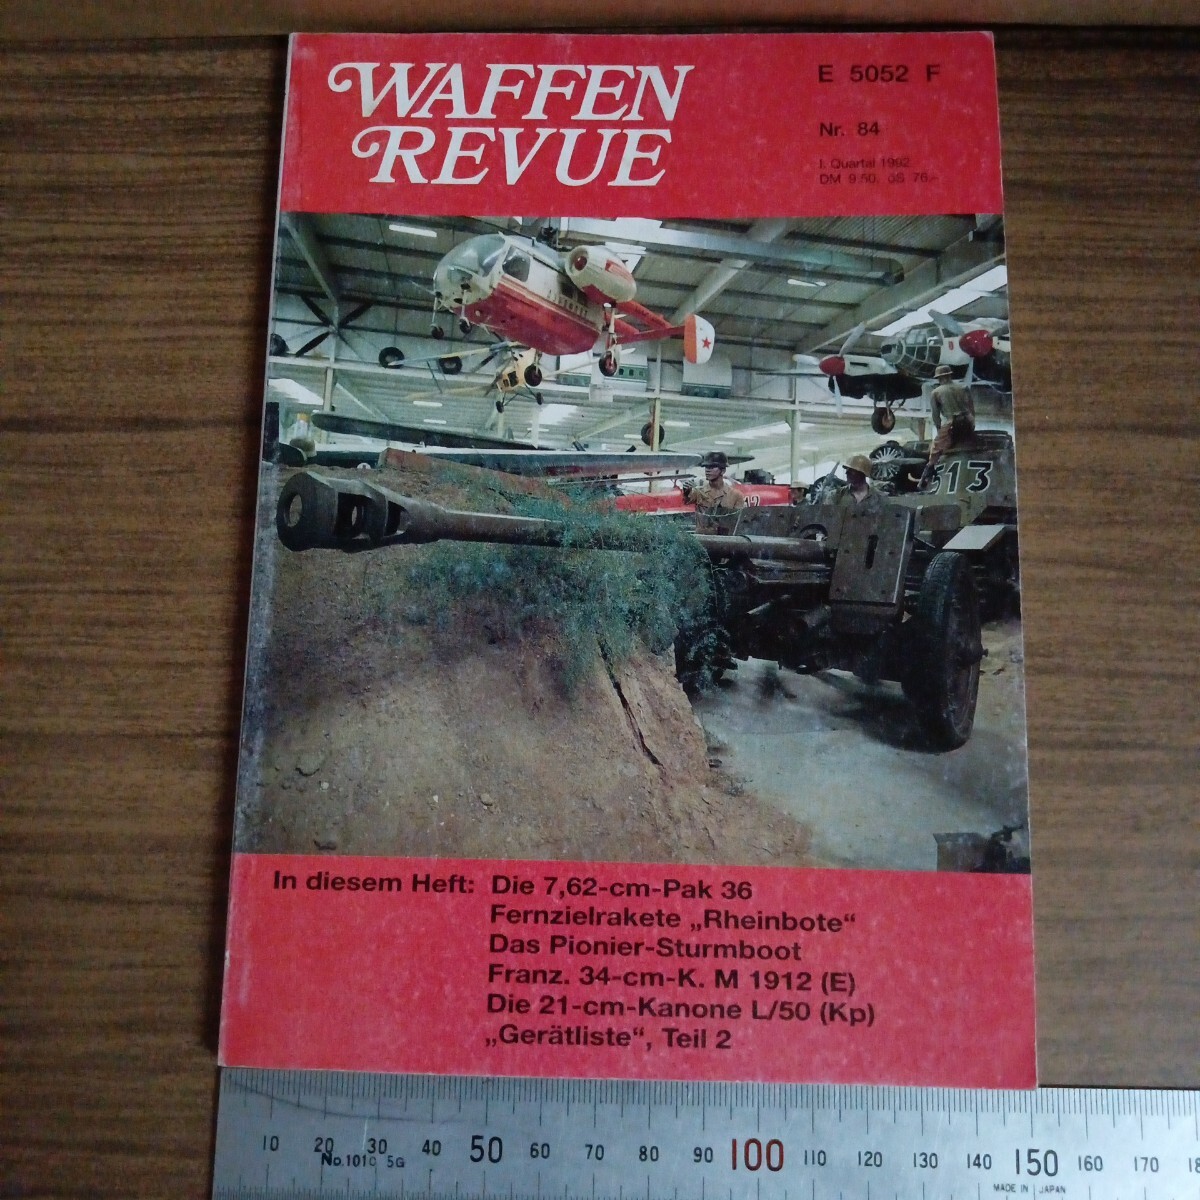 WAFFEN
REVUE
E 5052 F
Nr. 84
I. Quartal 1992
DM 9.50, öS 76,-
513
12
In diesem Heft: Die 7,62-cm-Pak 36
Fernzielrakete „Rheinbote“
Das Pionier-Sturmboot
Franz. 34-cm-K. M 1912 (E)
Die 21-cm-Kanone L/50 (Kp)
„Gerätliste“, Teil 2
10 20 30 40 50 60 70 80 90 100 110 120 130 140 150 160 170
MADE IN JAPAN